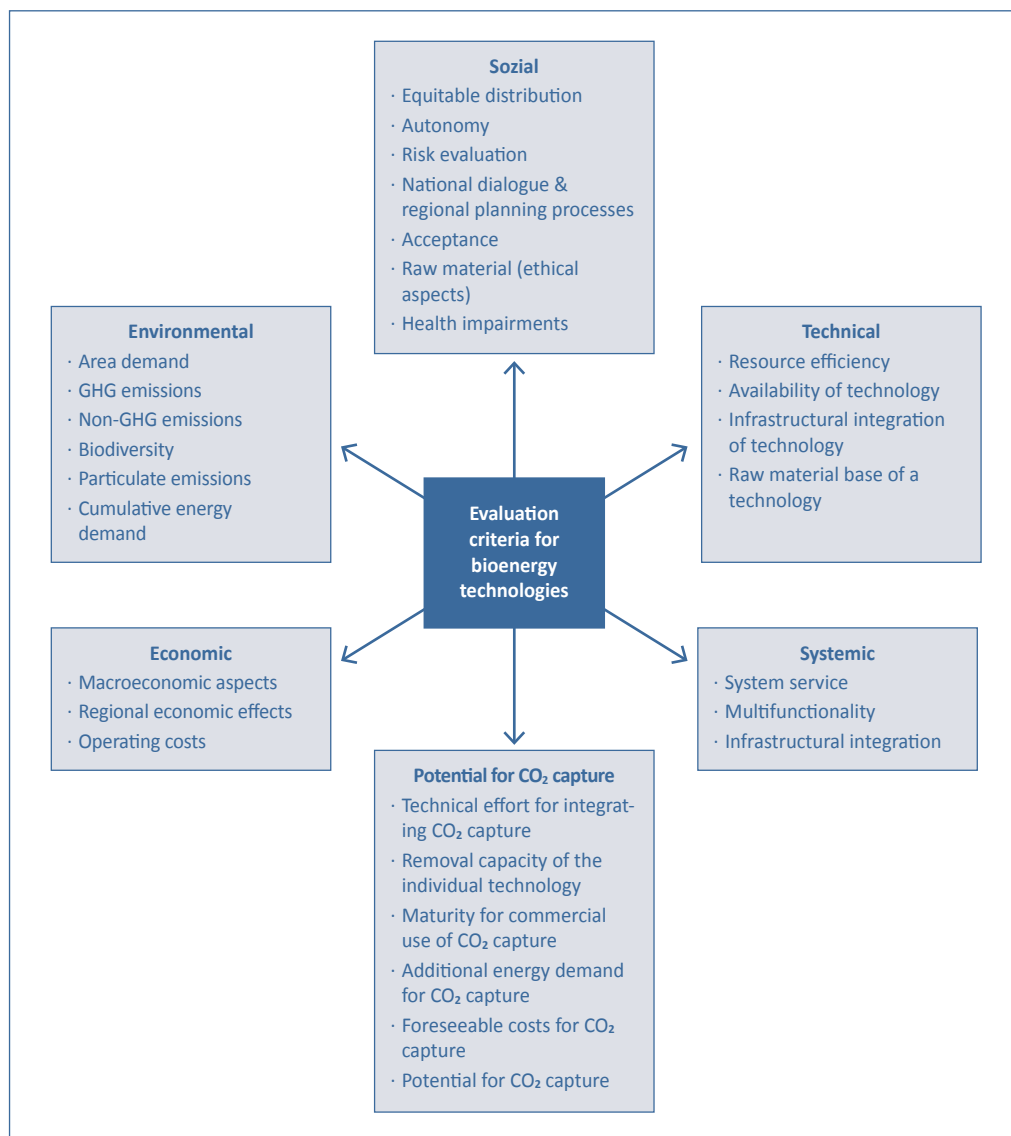 Sozial
· Equitable distribution
· Autonomy
· Risk evaluation
· National dialogue &
regional planning processes
· Acceptance
· Raw material (ethical
aspects)
· Health impairments
Environmental
· Area demand
· GHG emissions
· Non-GHG emissions
· Biodiversity
· Particulate emissions
· Cumulative energy
demand
Technical
· Resource efficiency
· Availability of technology
· Infrastructural integration
of technology
· Raw material base of a
technology
Evaluation
criteria for
bioenergy
technologies
Economic
· Macroeconomic aspects
· Regional economic effects
· Operating costs
Systemic
· System service
· Multifunctionality
· Infrastructural integration
Potential for CO₂ capture
· Technical effort for integrat-
ing CO₂ capture
· Removal capacity of the
individual technology
· Maturity for commercial
use of CO₂ capture
· Additional energy demand
for CO₂ capture
· Foreseeable costs for CO₂
capture
· Potential for CO₂ capture